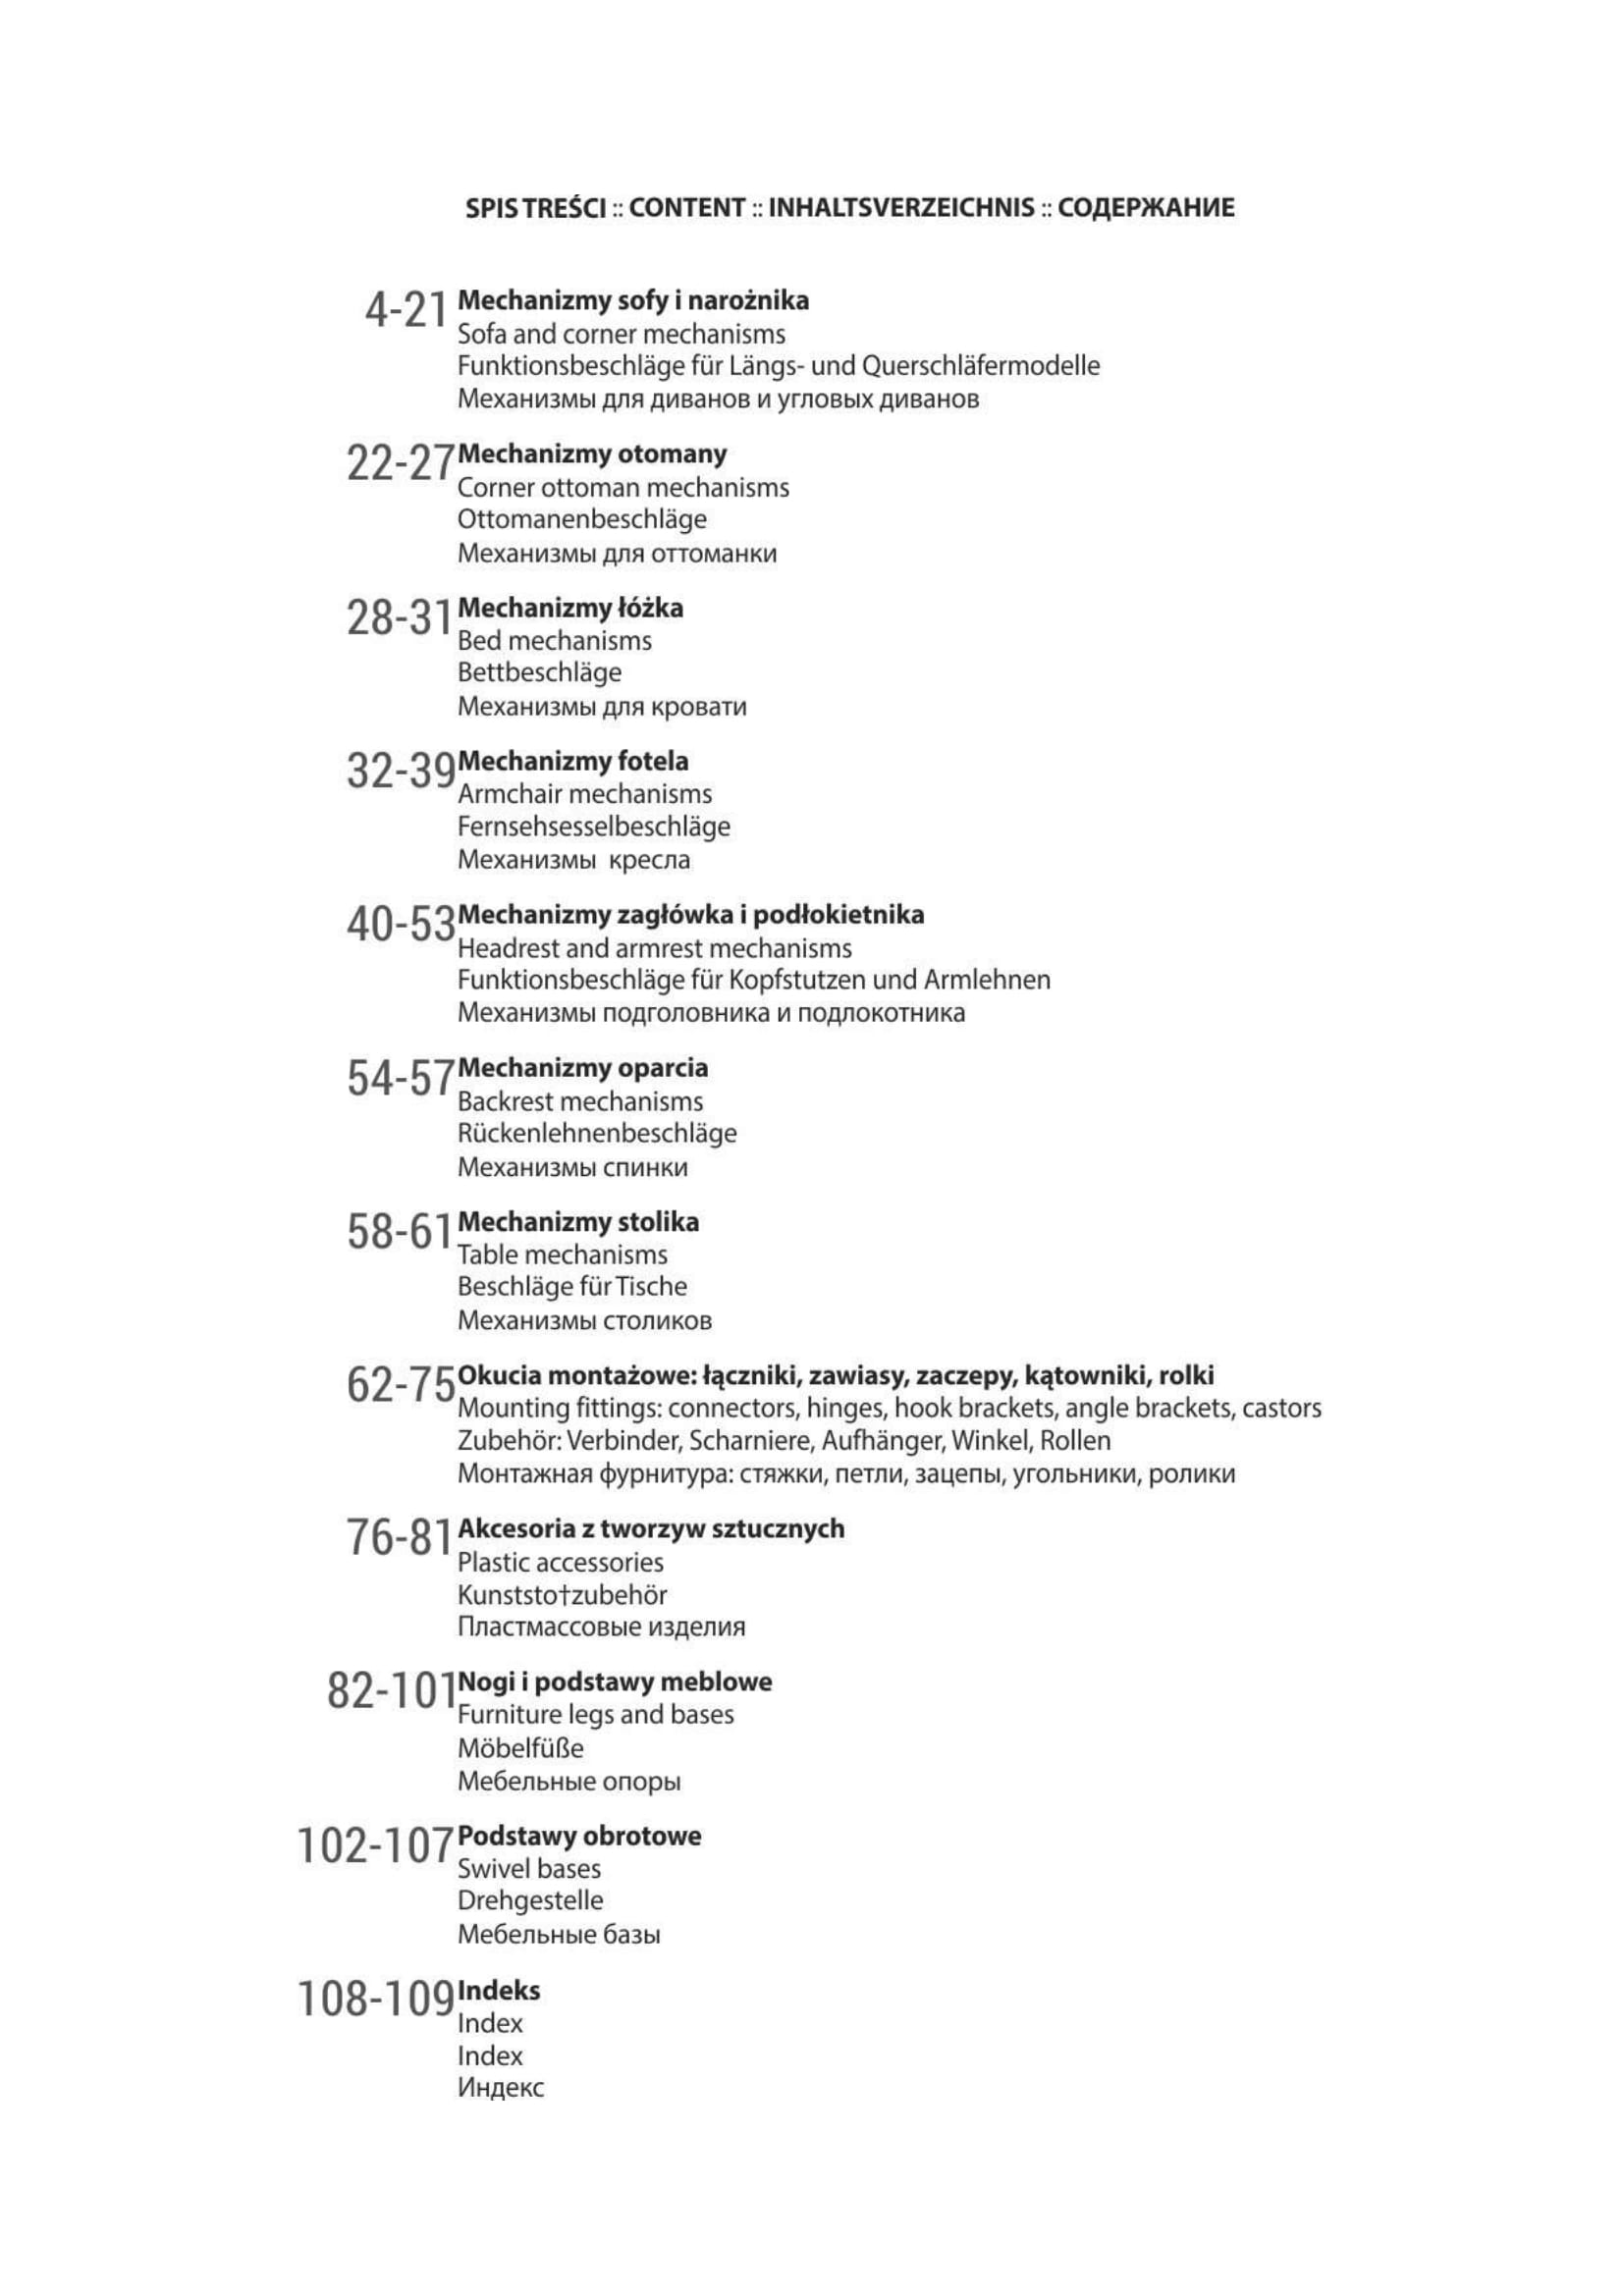 SPIS TREŚCI :: CONTENT :: INHALTSVERZEICHNIS :: СОДЕРЖАНИЕ
4-21 Mechanizmy sofy i narożnika
Sofa and corner mechanisms
Funktionsbeschläge für Längs- und Querschläfermodelle
Механизмы для диванов и угловых диванов
22-27 Mechanizmy otomany
Corner ottoman mechanisms
Ottomanenbeschläge
Механизмы для оттоманки
28-31 Mechanizmy łóżka
Bed mechanisms
Bettbeschläge
Механизмы для кровати
32-39 Mechanizmy fotela
Armchair mechanisms
Fernsehsesselbeschläge
Механизмы кресла
40-53 Mechanizmy zagłówka i podłokietnika
Headrest and armrest mechanisms
Funktionsbeschläge für Kopfstutzen und Armlehnen
Механизмы подголовника и подлокотника
54-57 Mechanizmy oparcia
Backrest mechanisms
Rückenlehnenbeschläge
Механизмы спинки
58-61 Mechanizmy stolika
Table mechanisms
Beschläge für Tische
Механизмы столиков
62-75 Okucia montażowe: łączniki, zawiasy, zaczepy, kątowniki, rolki
Mounting fittings: connectors, hinges, hook brackets, angle brackets, castors
Zubehör: Verbinder, Scharniere, Aufhänger, Winkel, Rollen
Монтажная фурнитура: стяжки, петли, зацепы, угольники, ролики
76-81 Akcesoria z tworzyw sztucznych
Plastic accessories
Kunststo†zubehör
Пластмассовые изделия
82-101 Nogi i podstawy meblowe
Furniture legs and bases
Möbelfüße
Мебельные опоры
102-107 Podstawy obrotowe
Swivel bases
Drehgestelle
Мебельные базы
108-109 Indeks
Index
Index
Индекс